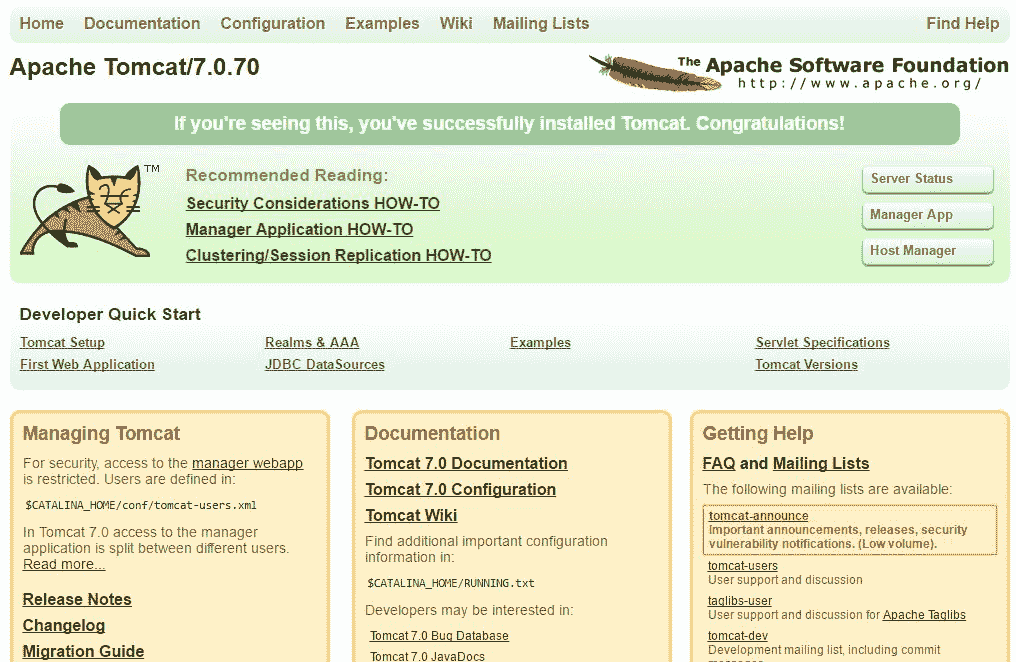 Home Documentation Configuration Examples Wiki Mailing Lists Find Help
Apache Tomcat/7.0.70
The Apache Software Foundation
http://www.apache.org/
If you're seeing this, you've successfully installed Tomcat. Congratulations!
TM
Recommended Reading:
Security Considerations HOW-TO
Manager Application HOW-TO
Clustering/Session Replication HOW-TO
Server Status
Manager App
Host Manager
Developer Quick Start
Tomcat Setup
First Web Application
Realms & AAA
JDBC DataSources
Examples
Servlet Specifications
Tomcat Versions
Managing Tomcat
For security, access to the manager webapp
is restricted. Users are defined in:
$CATALINA_HOME/conf/tomcat-users.xml
In Tomcat 7.0 access to the manager
application is split between different users.
Read more...
Release Notes
Changelog
Migration Guide
Documentation
Tomcat 7.0 Documentation
Tomcat 7.0 Configuration
Tomcat Wiki
Find additional important configuration
information in:
$CATALINA_HOME/RUNNING.txt
Developers may be interested in:
Tomcat 7.0 Bug Database
Tomcat 7.0 JavaDocs
Getting Help
FAQ and Mailing Lists
The following mailing lists are available:
tomcat-announce
Important announcements, releases, security
vulnerability notifications. (Low volume).
tomcat-users
User support and discussion
taglibs-user
User support and discussion for Apache Taglibs
tomcat-dev
Development mailing list, including commit